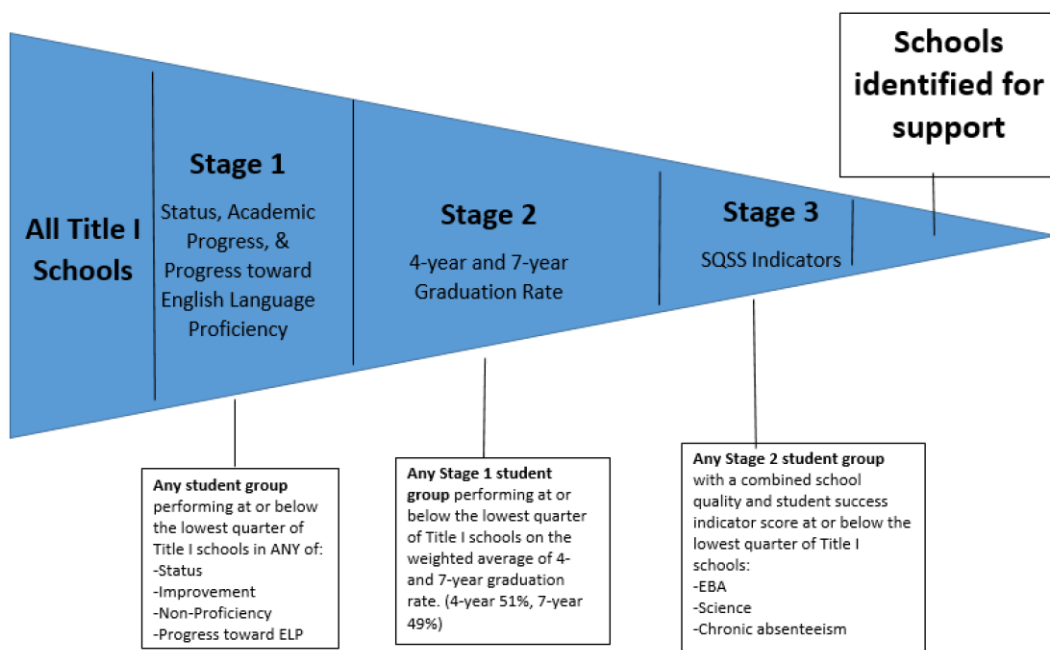 Schools
identified for
support
All Title I
Schools
Stage 1
Status, Academic
Progress, &
Progress toward
English Language
Proficiency
Stage 2
4-year and 7-year
Graduation Rate
Stage 3
SQSS Indicators
Any student group
performing at or below
the lowest quarter of
Title I schools in ANY of:
-Status
-Improvement
-Non-Proficiency
-Progress toward ELP
Any Stage 1 student
group performing at or
below the lowest quarter
of Title I schools on the
weighted average of 4-
and 7-year graduation
rate. (4-year 51%, 7-year
49%)
Any Stage 2 student group
with a combined school
quality and student success
indicator score at or below the
lowest quarter of Title I
schools:
-EBA
-Science
-Chronic absenteeism